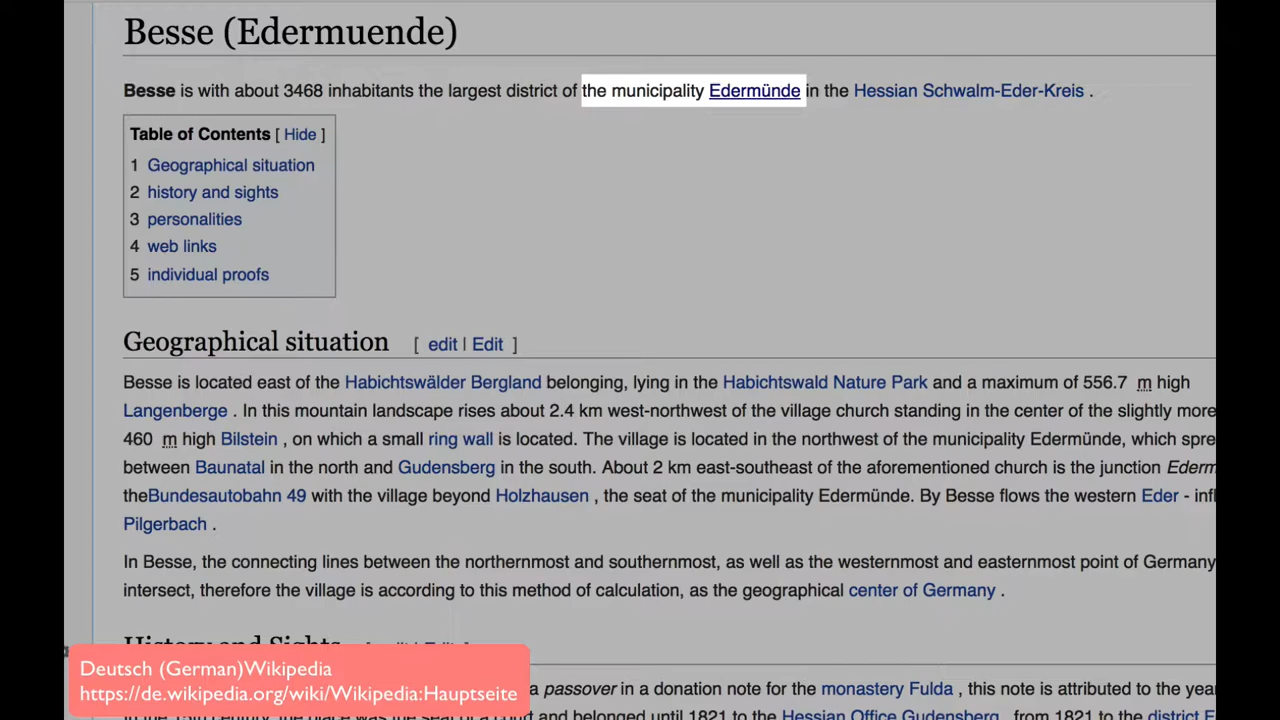 Besse (Edermuende)
Besse is with about 3468 inhabitants the largest district of the municipality Edermünde in the Hessian Schwalm-Eder-Kreis .
Table of Contents [ Hide ]
1 Geographical situation
2 history and sights
3 personalities
4 web links
5 individual proofs
Geographical situation [ edit | Edit ]
Besse is located east of the Habichtswälder Bergland belonging, lying in the Habichtswald Nature Park and a maximum of 556.7 m high
Langenberge . In this mountain landscape rises about 2.4 km west-northwest of the village church standing in the center of the slightly more
460 m high Bilstein , on which a small ring wall is located. The village is located in the northwest of the municipality Edermünde, which spre
between Baunatal in the north and Gudensberg in the south. About 2 km east-southeast of the aforementioned church is the junction Ederm
theBundesautobahn 49 with the village beyond Holzhausen , the seat of the municipality Edermünde. By Besse flows the western Eder - infl
Pilgerbach .
In Besse, the connecting lines between the northernmost and southernmost, as well as the westernmost and easternmost point of Germany
intersect, therefore the village is according to this method of calculation, as the geographical center of Germany .
History and Sights
Deutsch (German)Wikipedia
https://de.wikipedia.org/wiki/Wikipedia:Hauptseite
a passover in a donation note for the monastery Fulda , this note is attributed to the year
and belonged until 1821 to the Hessian Office Gudensberg , from 1821 to the district F